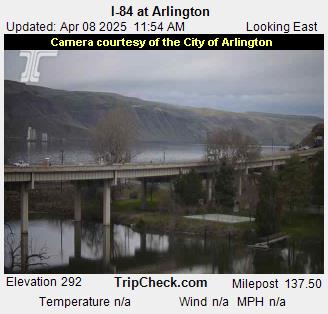 I-84 at Arlington
Updated: Apr 08 2025 11:54 AM Looking East
Camera courtesy of the City of Arlington
Elevation 292 TripCheck.com Milepost 137.50
Temperature n/a Wind n/a MPH n/a